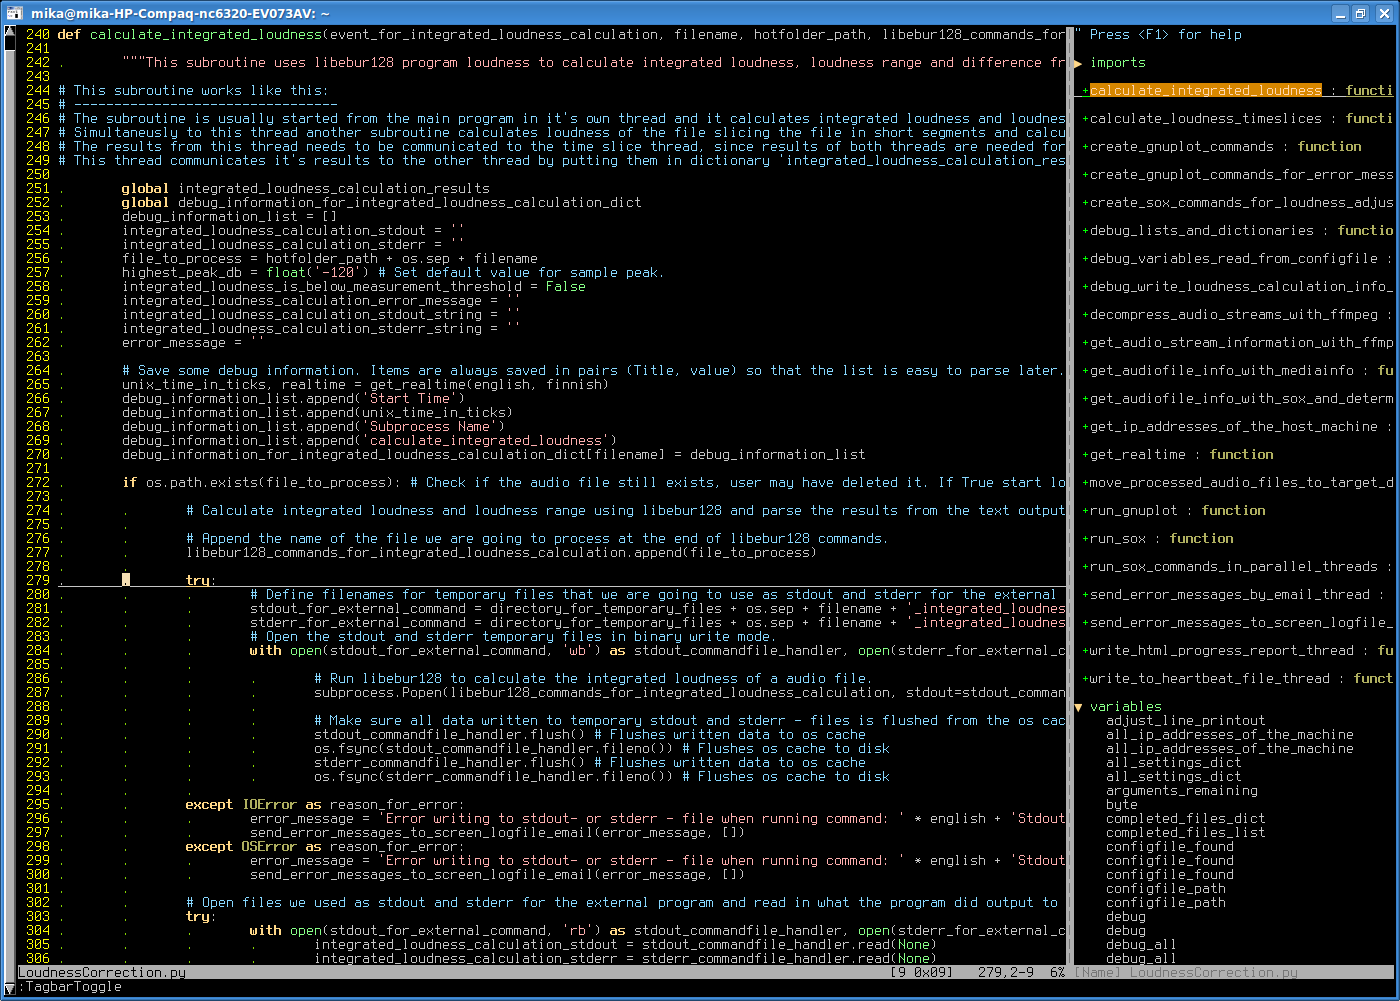 mika@mika-HP-Compaq-nc6320-EV073AV: ~
240 def calculate_integrated_loudness(event_for_integrated_loudness_calculation, filename, hotfolder_path, libebur128_commands_for
241
242 .       """This subroutine uses libebur128 program loudness to calculate integrated loudness, loudness range and difference fr
243
244 # This subroutine works like this:
245 # ---------------------------------
246 # The subroutine is usually started from the main program in it's own thread and it calculates integrated loudness and loudnes
247 # Simultaneusly to this thread another subroutine calculates loudness of the file slicing the file in short segments and calcu
248 # The results from this thread needs to be communicated to the time slice thread, since results of both threads are needed for
249 # This thread communicates it's results to the other thread by putting them in dictionary 'integrated_loudness_calculation_res
250
251 .       global integrated_loudness_calculation_results
252 .       global debug_information_for_integrated_loudness_calculation_dict
253 .       debug_information_list = []
254 .       integrated_loudness_calculation_stdout = ''
255 .       integrated_loudness_calculation_stderr = ''
256 .       file_to_process = hotfolder_path + os.sep + filename
257 .       highest_peak_db = float('-120') # Set default value for sample peak.
258 .       integrated_loudness_is_below_measurement_threshold = False
259 .       integrated_loudness_calculation_error_message = ''
260 .       integrated_loudness_calculation_stdout_string = ''
261 .       integrated_loudness_calculation_stderr_string = ''
262 .       error_message = ''
263
264 .       # Save some debug information. Items are always saved in pairs (Title, value) so that the list is easy to parse later.
265 .       unix_time_in_ticks, realtime = get_realtime(english, finnish)
266 .       debug_information_list.append('Start Time')
267 .       debug_information_list.append(unix_time_in_ticks)
268 .       debug_information_list.append('Subprocess Name')
269 .       debug_information_list.append('calculate_integrated_loudness')
270 .       debug_information_for_integrated_loudness_calculation_dict[filename] = debug_information_list
271
272 .       if os.path.exists(file_to_process): # Check if the audio file still exists, user may have deleted it. If True start lo
273 .       .
274 .       .       # Calculate integrated loudness and loudness range using libebur128 and parse the results from the text output
275 .       .
276 .       .       # Append the name of the file we are going to process at the end of libebur128 commands.
277 .       .       libebur128_commands_for_integrated_loudness_calculation.append(file_to_process)
278 .       .
279 .       .       try:
280 .       .       .       # Define filenames for temporary files that we are going to use as stdout and stderr for the external
281 .       .       .       stdout_for_external_command = directory_for_temporary_files + os.sep + filename + '_integrated_loudnes
282 .       .       .       stderr_for_external_command = directory_for_temporary_files + os.sep + filename + '_integrated_loudnes
283 .       .       .       # Open the stdout and stderr temporary files in binary write mode.
284 .       .       .       with open(stdout_for_external_command, 'wb') as stdout_commandfile_handler, open(stderr_for_external_c
285 .       .       .
286 .       .       .       .       # Run libebur128 to calculate the integrated loudness of a audio file.
287 .       .       .       .       subprocess.Popen(libebur128_commands_for_integrated_loudness_calculation, stdout=stdout_comman
288 .       .       .
289 .       .       .       .       # Make sure all data written to temporary stdout and stderr - files is flushed from the os cac
290 .       .       .       .       stdout_commandfile_handler.flush() # Flushes written data to os cache
291 .       .       .       .       os.fsync(stdout_commandfile_handler.fileno()) # Flushes os cache to disk
292 .       .       .       .       stderr_commandfile_handler.flush() # Flushes written data to os cache
293 .       .       .       .       os.fsync(stderr_commandfile_handler.fileno()) # Flushes os cache to disk
294 .       .
295 .       .       except IOError as reason_for_error:
296 .       .       .       error_message = 'Error writing to stdout- or stderr - file when running command: ' * english + 'Stdout
297 .       .       .       send_error_messages_to_screen_logfile_email(error_message, [])
298 .       .       except OSError as reason_for_error:
299 .       .       .       error_message = 'Error writing to stdout- or stderr - file when running command: ' * english + 'Stdout
300 .       .       .       send_error_messages_to_screen_logfile_email(error_message, [])
301 .       .
302 .       .       # Open files we used as stdout and stderr for the external program and read in what the program did output to
303 .       .       try:
304 .       .       .       with open(stdout_for_external_command, 'rb') as stdout_commandfile_handler, open(stderr_for_external_c
305 .       .       .       .       integrated_loudness_calculation_stdout = stdout_commandfile_handler.read(None)
306 .       .       .       .       integrated_loudness_calculation_stderr = stderr_commandfile_handler.read(None)
LoudnessCorrection.py [9 0x09] 279,2-9 6%
:TagbarToggle
" Press <F1> for help
▶ imports
+calculate_integrated_loudness : functi
+calculate_loudness_timeslices : functi
+create_gnuplot_commands : function
+create_gnuplot_commands_for_error_mess
+create_sox_commands_for_loudness_adjus
+debug_lists_and_dictionaries : functio
+debug_variables_read_from_configfile :
+debug_write_loudness_calculation_info_
+decompress_audio_streams_with_ffmpeg :
+get_audio_stream_information_with_ffmp
+get_audiofile_info_with_mediainfo : fu
+get_audiofile_info_with_sox_and_determ
+get_ip_addresses_of_the_host_machine :
+get_realtime : function
+move_processed_audio_files_to_target_d
+run_gnuplot : function
+run_sox : function
+run_sox_commands_in_parallel_threads :
+send_error_messages_by_email_thread :
+send_error_messages_to_screen_logfile_
+write_html_progress_report_thread : fu
+write_to_heartbeat_file_thread : funct
▼ variables
adjust_line_printout
all_ip_addresses_of_the_machine
all_ip_addresses_of_the_machine
all_settings_dict
all_settings_dict
arguments_remaining
byte
completed_files_dict
completed_files_list
configfile_found
configfile_found
configfile_found
configfile_path
configfile_path
debug
debug
debug_all
debug_all
[Name] LoudnessCorrection.py